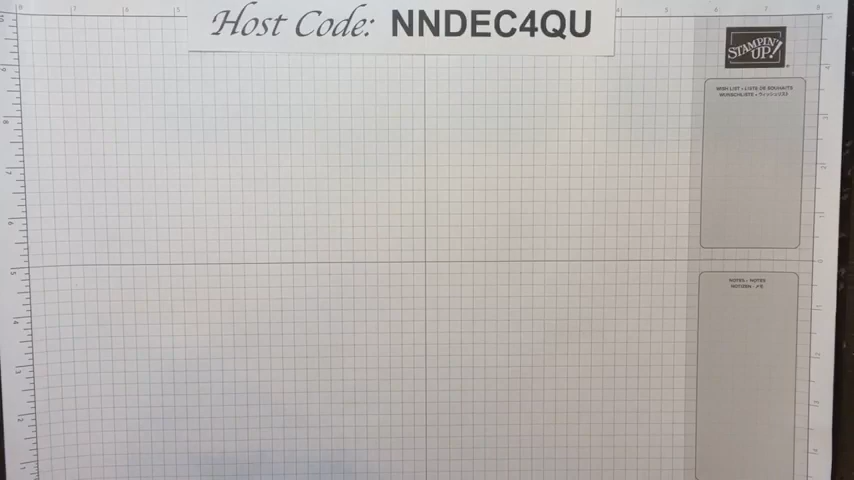 Host Code: NNDEC4QU
STAMPIN' UP!
WISH LIST • LISTE DE SOUHAITS
WUNSCHLISTE • ウィッシュリスト
NOTES • NOTES
NOTIZEN • メモ